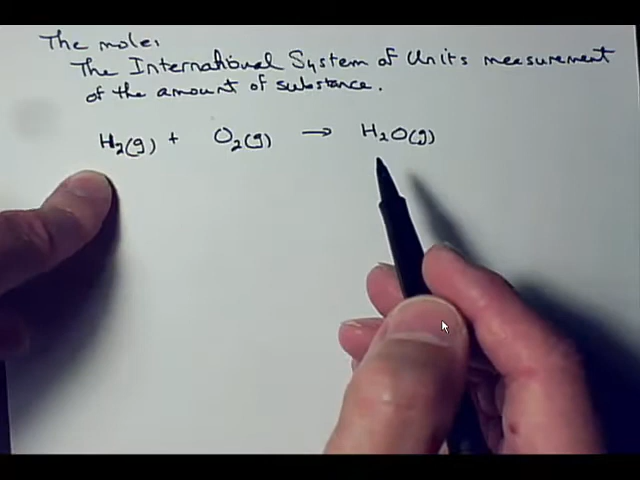 The mole,
The International System of Units measurement
of the amount of substance.
H₂(g) + O₂(g) → H₂O(g)